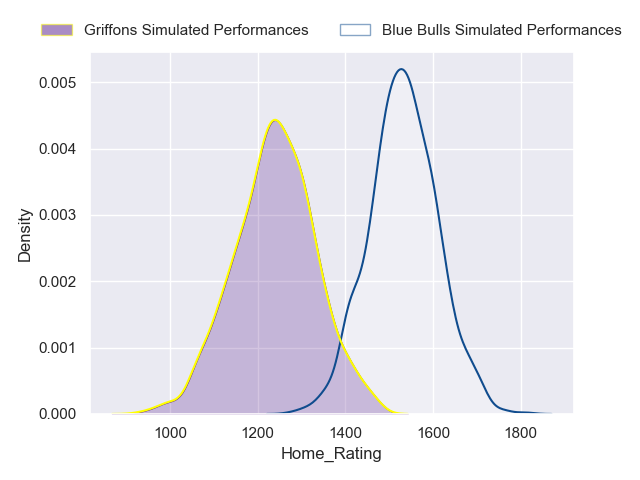 Griffons Simulated Performances
Blue Bulls Simulated Performances
0.005
0.004
0.003
0.002
0.001
0.000
Density
1000 1200 1400 1600 1800
Home_Rating